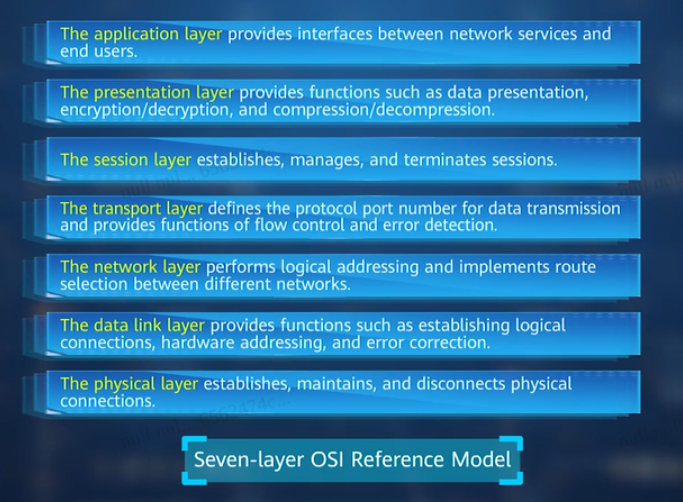 The application layer provides interfaces between network services and
end users.
The presentation layer provides functions such as data presentation,
encryption/decryption, and compression/decompression.
The session layer establishes, manages, and terminates sessions.
The transport layer defines the protocol port number for data transmission
and provides functions of flow control and error detection.
The network layer performs logical addressing and implements route
selection between different networks.
The data link layer provides functions such as establishing logical
connections, hardware addressing, and error correction.
The physical layer establishes, maintains, and disconnects physical
connections.
Seven-layer OSI Reference Model